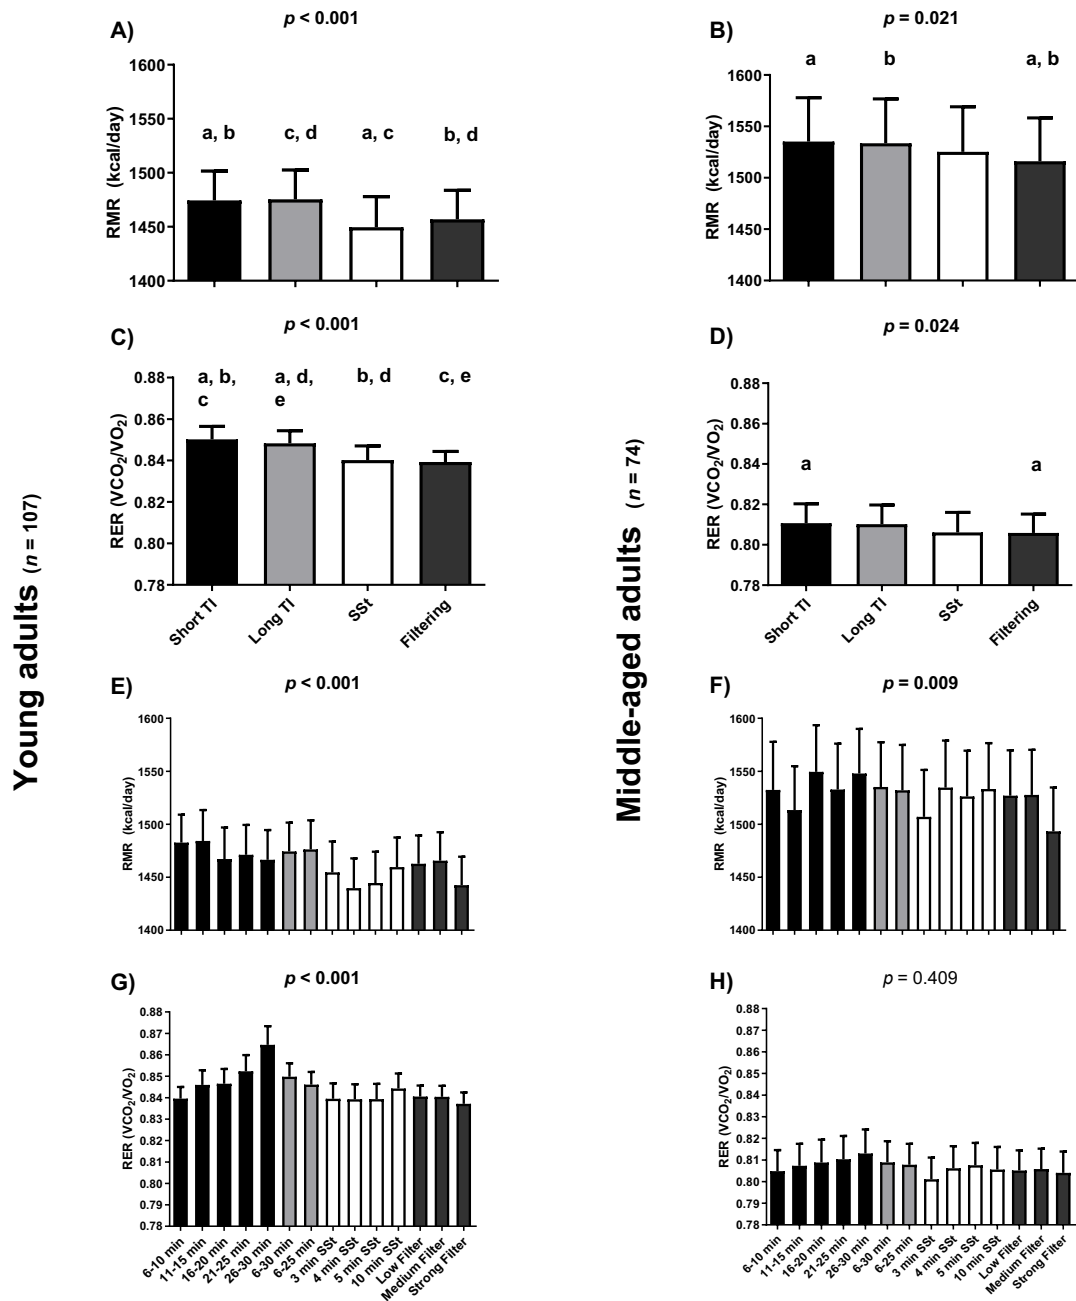 Young adults (n = 107)
A)
p < 0.001
RMR (kcal/day)
1600
1550
1500
1450
1400
a, b
c, d
a, c
b, d
C)
p < 0.001
RER (VCO2/VO2)
0.88
0.86
0.84
0.82
0.80
0.78
a, b,
c
a, d,
e
b, d
c, e
Short TI
Long TI
SSt
Filtering
E)
p < 0.001
RMR (kcal/day)
1600
1550
1500
1450
1400
G)
p < 0.001
RER (VCO2/VO2)
0.88
0.87
0.86
0.85
0.84
0.83
0.82
0.81
0.80
0.79
0.78
6-10 min
11-15 min
16-20 min
21-25 min
26-30 min
6-30 min
6-25 min
3 min SSt
4 min SSt
5 min SSt
10 min SSt
Low Filter
Medium Filter
Strong Filter
Middle-aged adults (n = 74)
B)
p = 0.021
RMR (kcal/day)
1600
1550
1500
1450
1400
a
b
a, b
D)
p = 0.024
RER (VCO2/VO2)
0.88
0.86
0.84
0.82
0.80
0.78
a
a
Short TI
Long TI
SSt
Filtering
F)
p = 0.009
RMR (kcal/day)
1600
1550
1500
1450
1400
H)
p = 0.409
RER (VCO2/VO2)
0.88
0.87
0.86
0.85
0.84
0.83
0.82
0.81
0.80
0.79
0.78
6-10 min
11-15 min
16-20 min
21-25 min
26-30 min
6-30 min
6-25 min
3 min SSt
4 min SSt
5 min SSt
10 min SSt
Low Filter
Medium Filter
Strong Filter